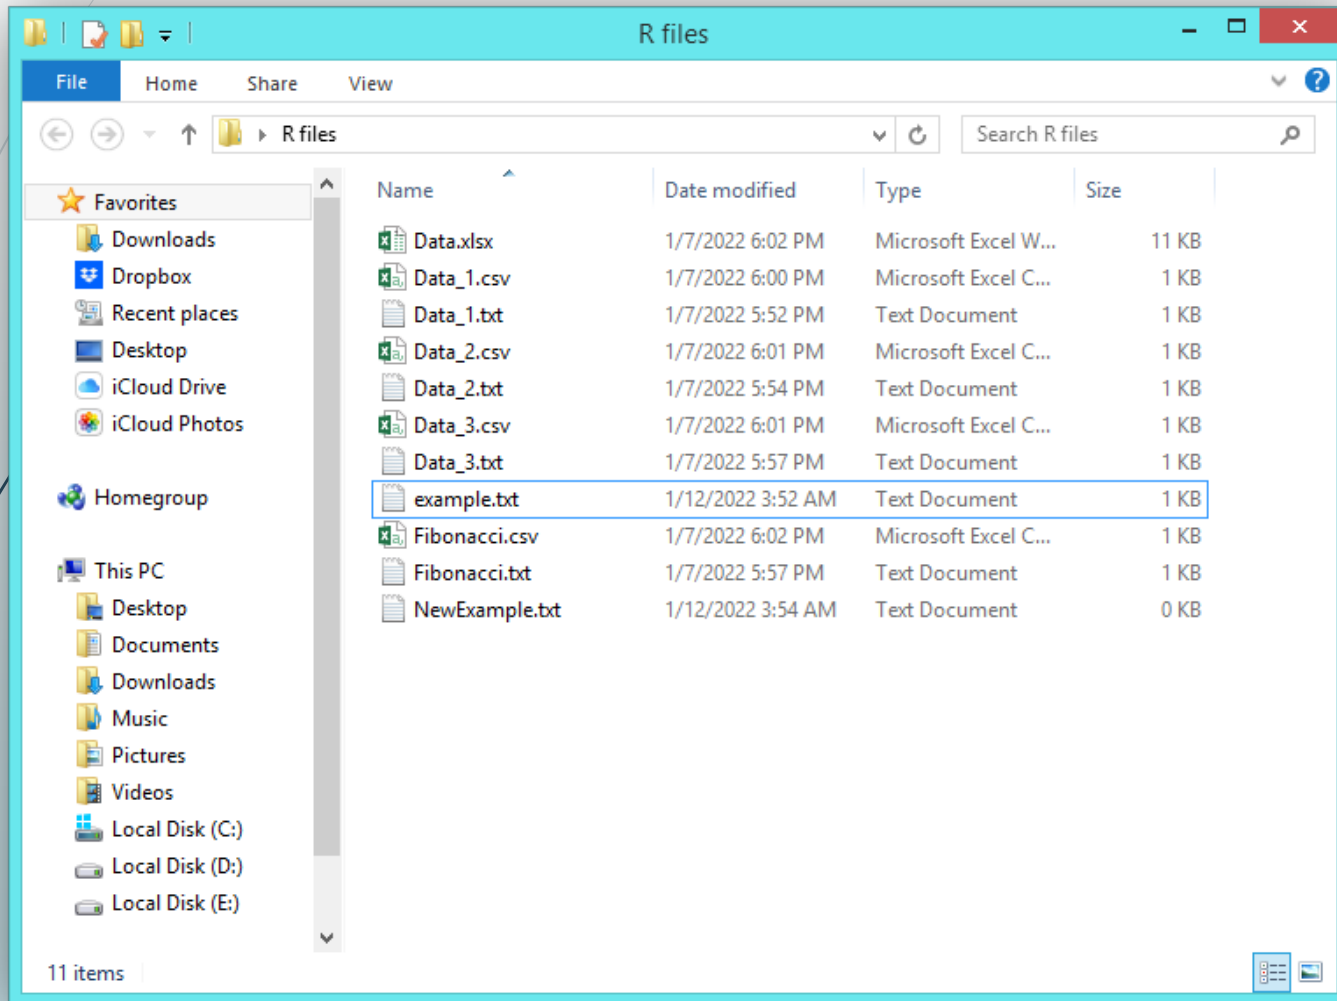 R files
File Home Share View
R files Search R files
Name Date modified Type Size
Favorites
Downloads
Dropbox
Recent places
Desktop
iCloud Drive
iCloud Photos
Homegroup
This PC
Desktop
Documents
Downloads
Music
Pictures
Videos
Local Disk (C:)
Local Disk (D:)
Local Disk (E:)
Data.xlsx 1/7/2022 6:02 PM Microsoft Excel W... 11 KB
Data_1.csv 1/7/2022 6:00 PM Microsoft Excel C... 1 KB
Data_1.txt 1/7/2022 5:52 PM Text Document 1 KB
Data_2.csv 1/7/2022 6:01 PM Microsoft Excel C... 1 KB
Data_2.txt 1/7/2022 5:54 PM Text Document 1 KB
Data_3.csv 1/7/2022 6:01 PM Microsoft Excel C... 1 KB
Data_3.txt 1/7/2022 5:57 PM Text Document 1 KB
example.txt 1/12/2022 3:52 AM Text Document 1 KB
Fibonacci.csv 1/7/2022 6:02 PM Microsoft Excel C... 1 KB
Fibonacci.txt 1/7/2022 5:57 PM Text Document 1 KB
NewExample.txt 1/12/2022 3:54 AM Text Document 0 KB
11 items